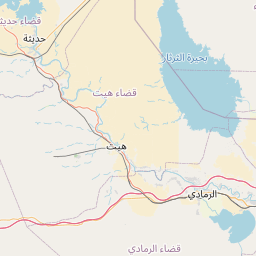 قضاء حديثة
حديثة
بحيرة الثرثار
قضاء هيت
هيت
الرمادي
قضاء الرمادي